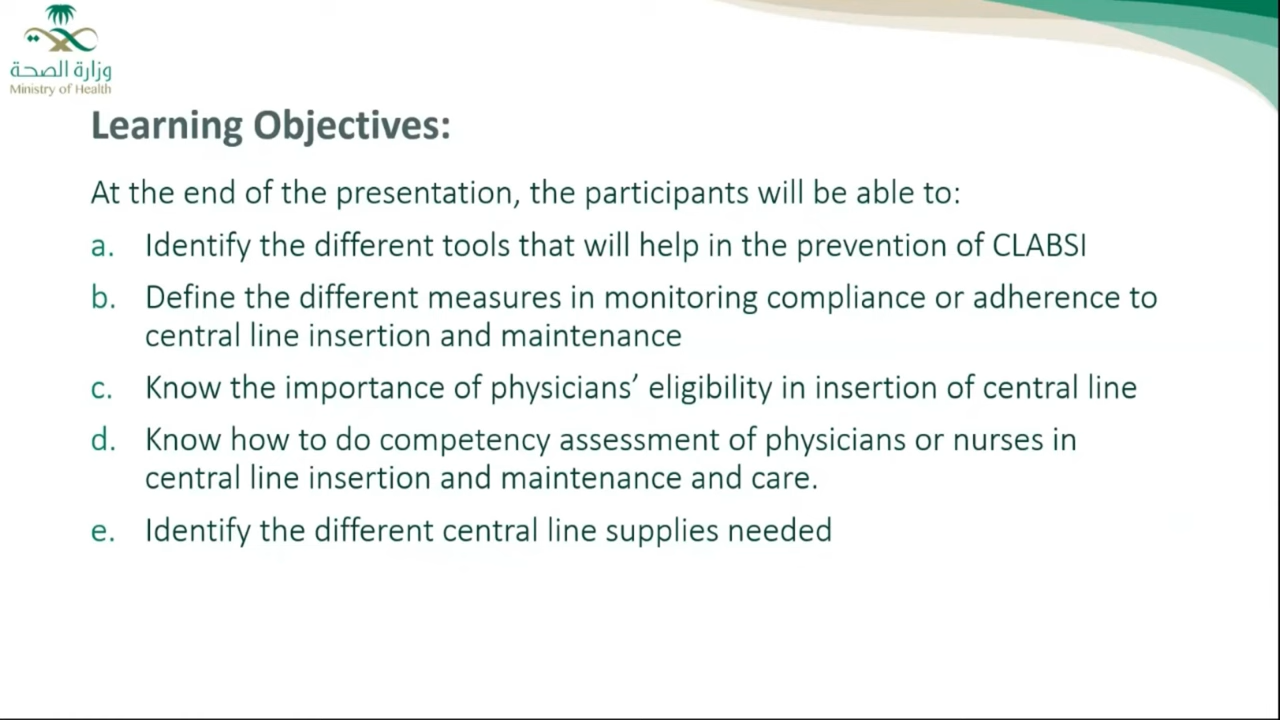 وزارة الصحة
Ministry of Health
Learning Objectives:
At the end of the presentation, the participants will be able to:
a. Identify the different tools that will help in the prevention of CLABSI
b. Define the different measures in monitoring compliance or adherence to
central line insertion and maintenance
c. Know the importance of physicians’ eligibility in insertion of central line
d. Know how to do competency assessment of physicians or nurses in
central line insertion and maintenance and care.
e. Identify the different central line supplies needed